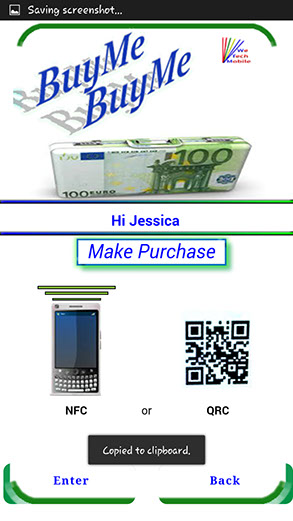 Saving screenshot...
BuyMe
BuyMe
We
Tech
Mobile
100
100 EURO
Hi Jessica
Make Purchase
NFC or QRC
Copied to clipboard.
Enter Back